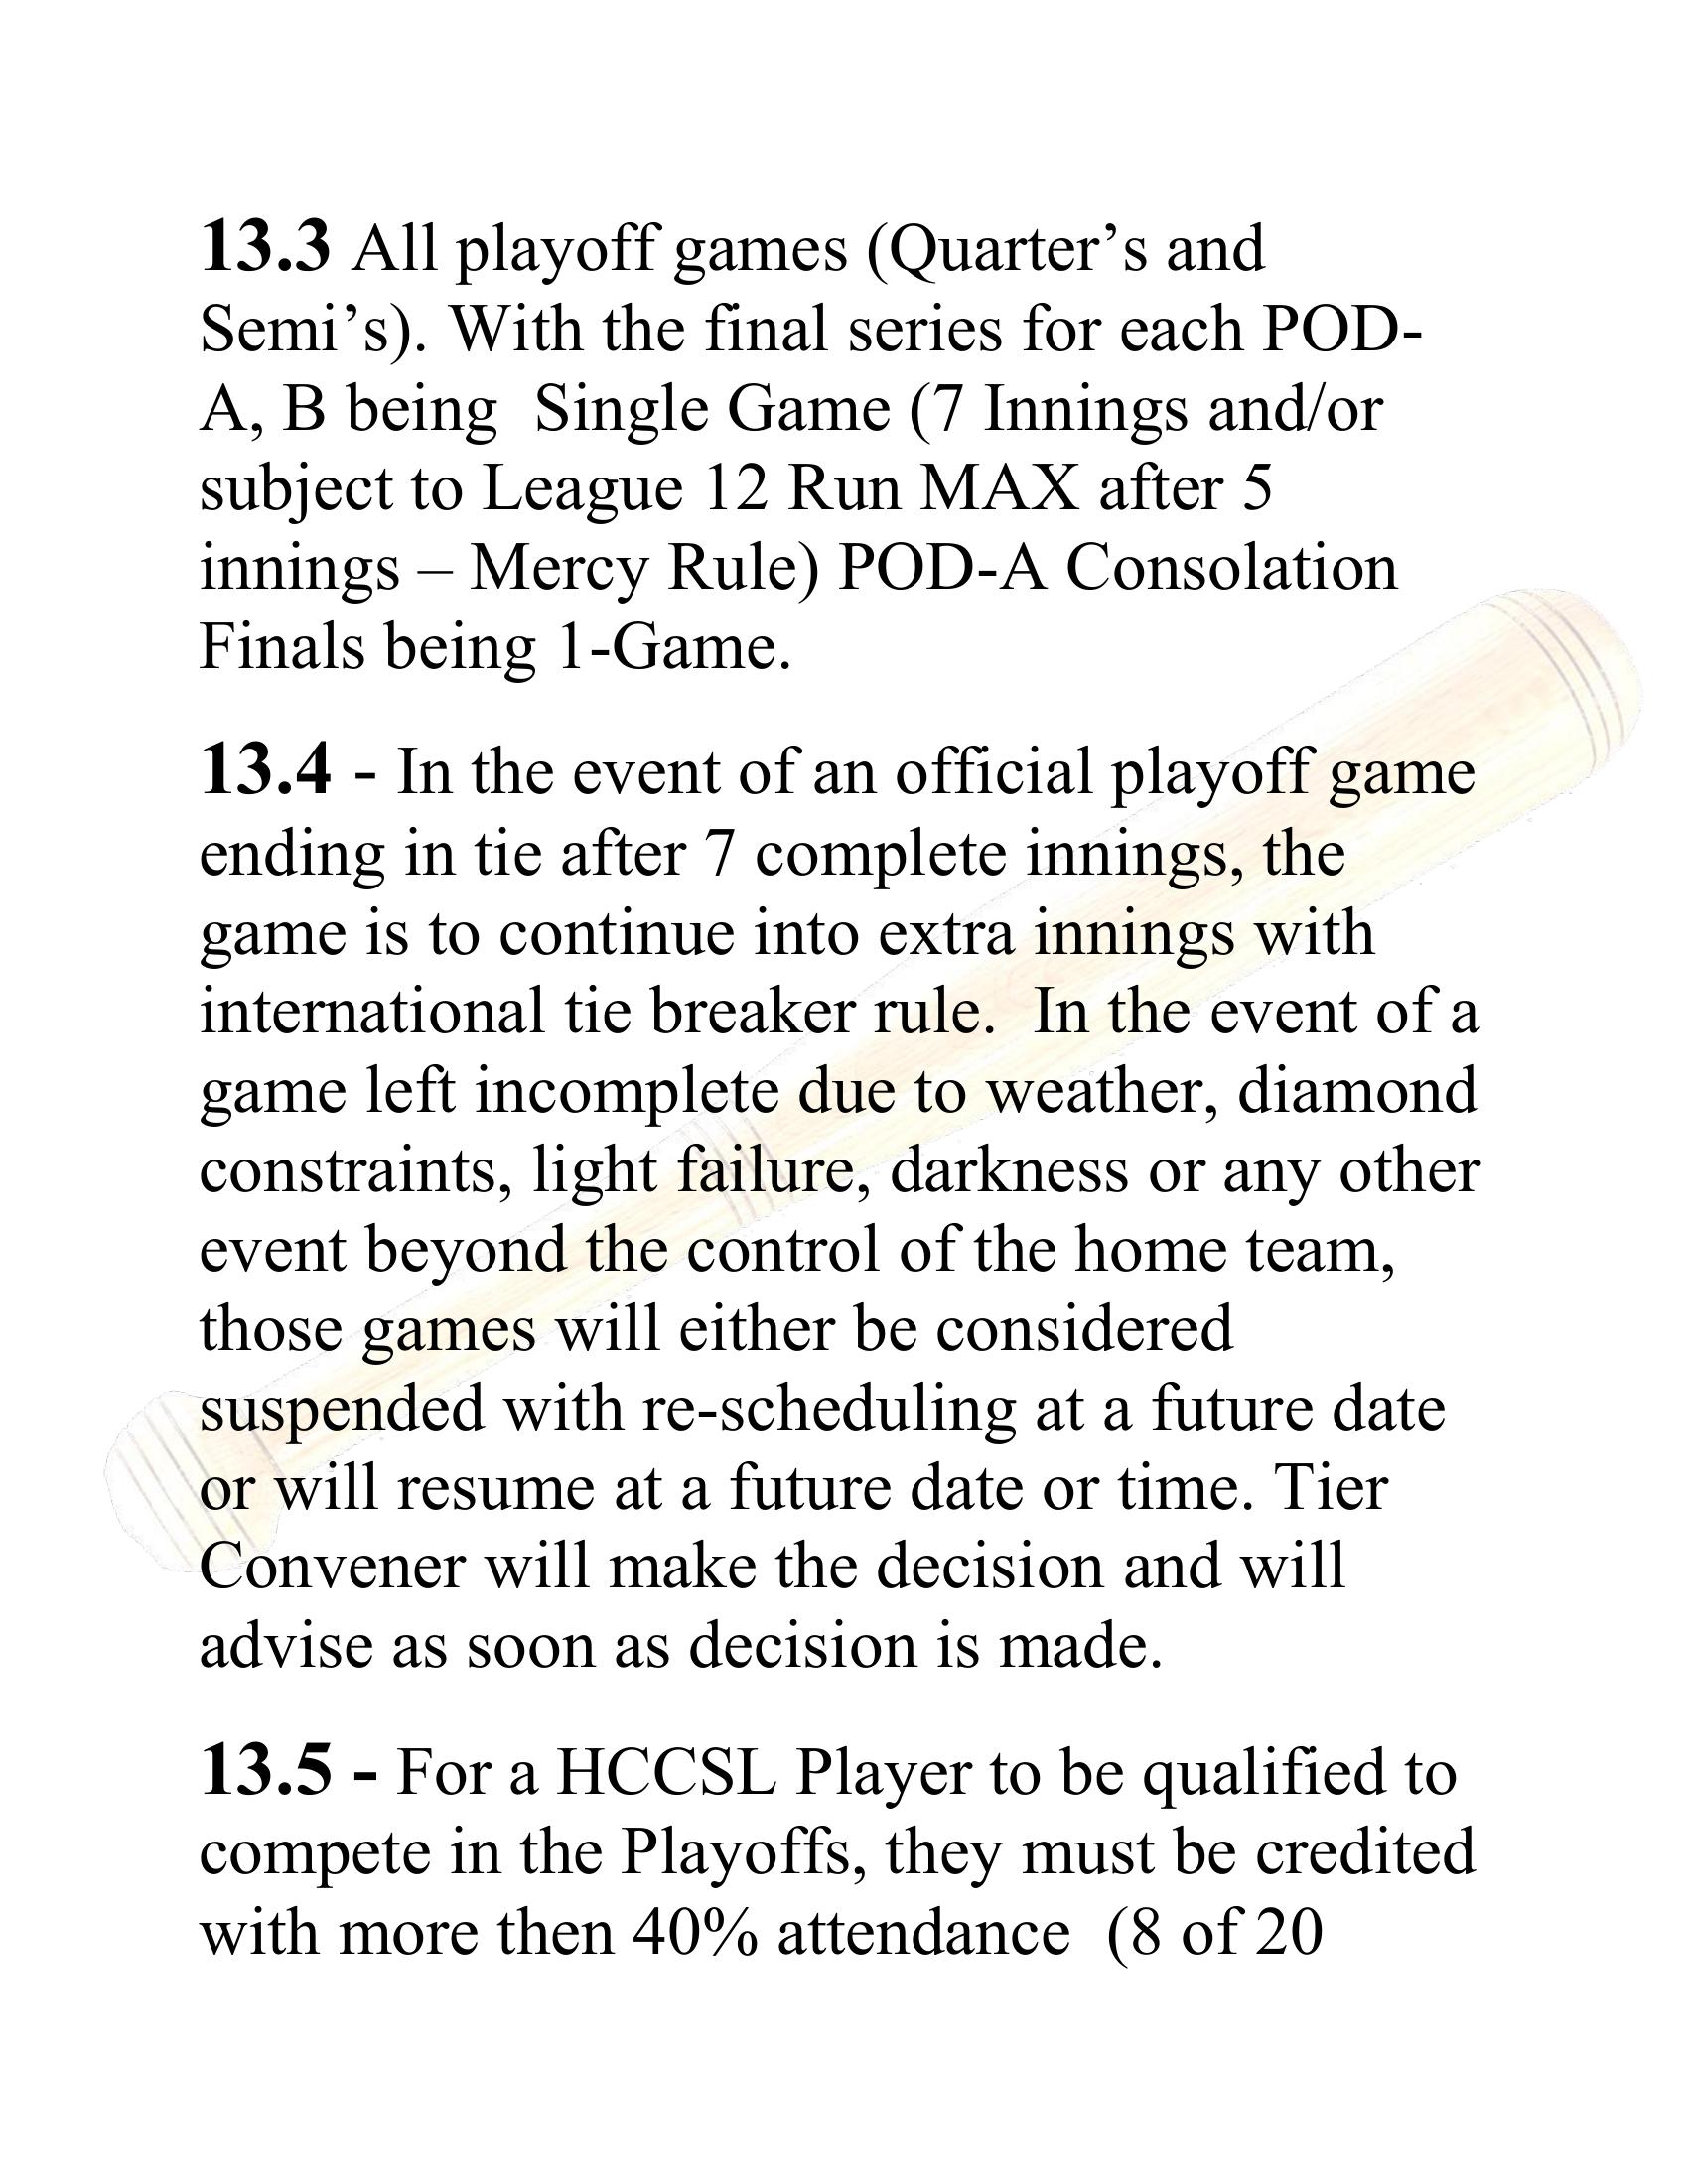 13.3 All playoff games (Quarter’s and
Semi’s). With the final series for each POD-
A, B being  Single Game (7 Innings and/or
subject to League 12 Run MAX after 5
innings – Mercy Rule) POD-A Consolation
Finals being 1-Game.
13.4 - In the event of an official playoff game
ending in tie after 7 complete innings, the
game is to continue into extra innings with
international tie breaker rule.  In the event of a
game left incomplete due to weather, diamond
constraints, light failure, darkness or any other
event beyond the control of the home team,
those games will either be considered
suspended with re-scheduling at a future date
or will resume at a future date or time. Tier
Convener will make the decision and will
advise as soon as decision is made.
13.5 - For a HCCSL Player to be qualified to
compete in the Playoffs, they must be credited
with more then 40% attendance  (8 of 20